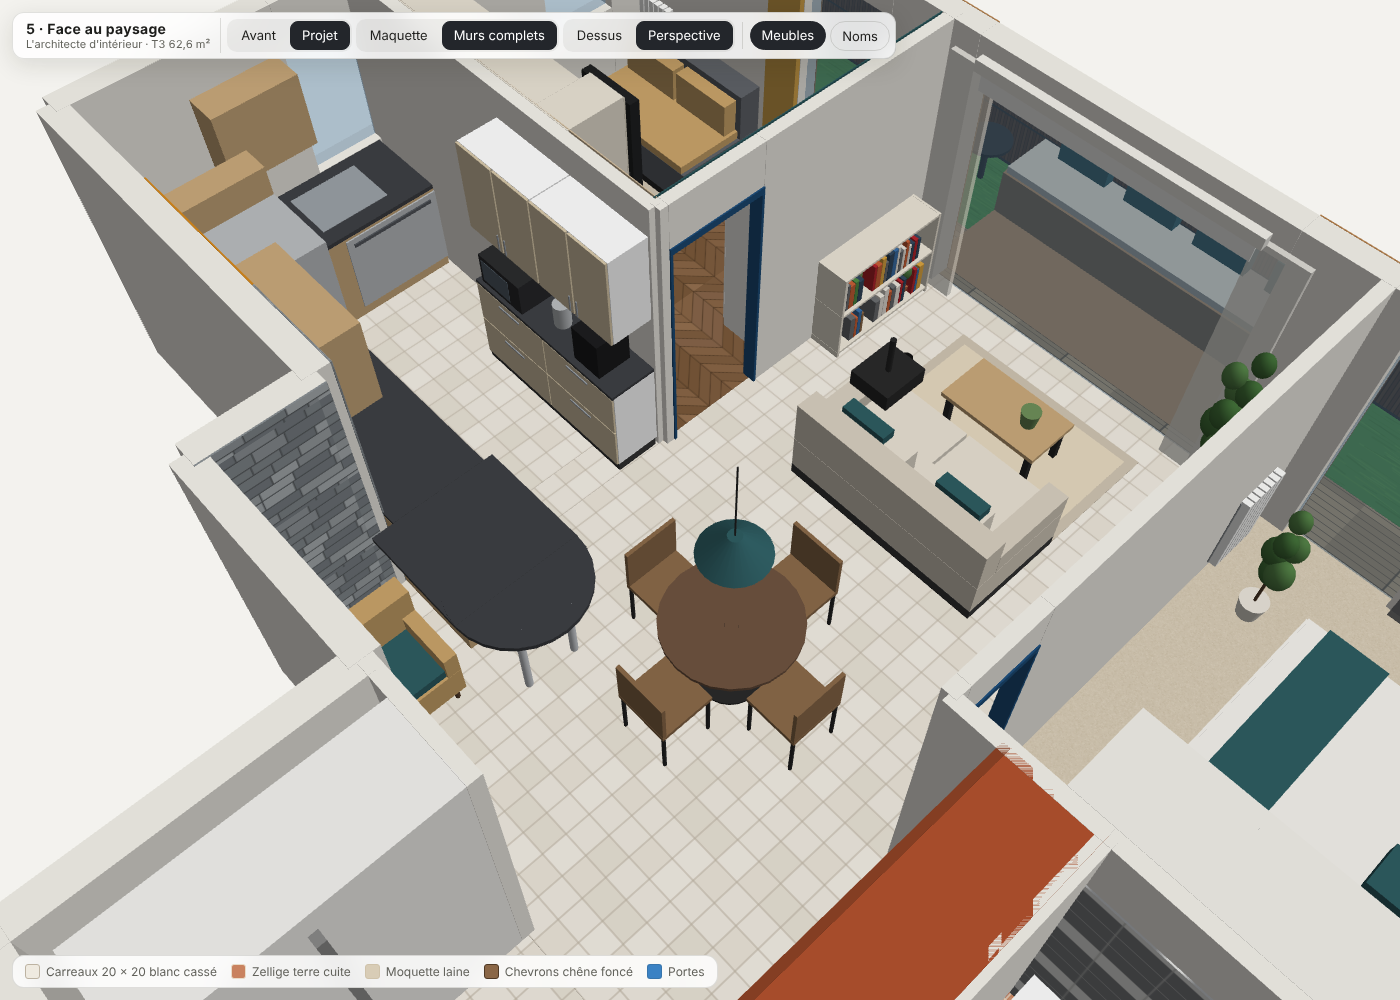 5 · Face au paysage
L'architecte d'intérieur · T3 62,6 m²
Avant
Projet
Maquette
Murs complets
Dessus
Perspective
Meubles
Noms
Carreaux 20 × 20 blanc cassé
Zellige terre cuite
Moquette laine
Chevrons chêne foncé
Portes